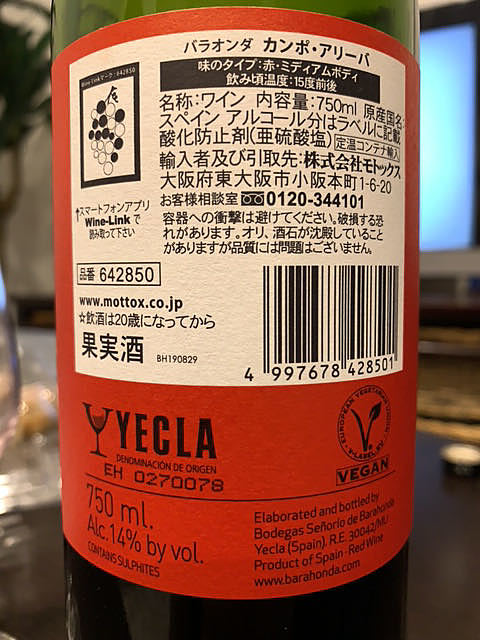 バラオンダ カンポ・アリーバ
味のタイプ:赤・ミディアムボディ
飲み頃温度:15度前後
名称:ワイン 内容量:750ml 原産国名:
スペイン アルコール分はラベルに記載
酸化防止剤(亜硫酸塩) 定温コンテナ輸入
輸入者及び引取先:株式会社モトックス
大阪府東大阪市小阪本町1-6-20
お客様相談室 0120-344101
容器への衝撃は避けてください。破損する恐
れがあります。オリ、酒石が沈殿していること
がありますが品質には問題はございません。
Wine-Linkマーク:642850
↑スマートフォンアプリ
Wine-Link で
読み取って下さい
品番 642850
www.mottox.co.jp
☆飲酒は20歳になってから
果実酒
BH190829
4 997678 428501
YECLA
DENOMINACIÓN DE ORIGEN
EH 0270078
EUROPEAN VEGETARIAN UNION
V-LABEL.EU
VEGAN
750 ml.
Alc.14% by vol.
CONTAINS SULPHITES
Elaborated and bottled by
Bodegas Señorío de Barahonda
Yecla (Spain). R.E. 30042/MU
Product of Spain - Red Wine
www.barahonda.com